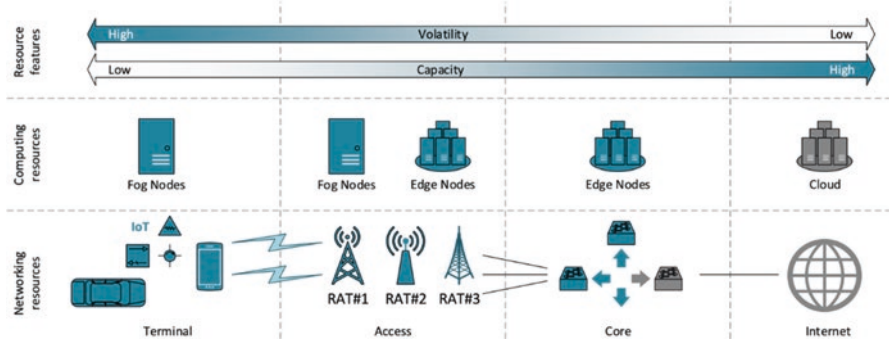 Resource
features
High Volatility Low
Low Capacity High
Computing
resources
Fog Nodes Fog Nodes Edge Nodes Edge Nodes Cloud
Networking
resources
IoT
RAT#1 RAT#2 RAT#3
Terminal Access Core Internet